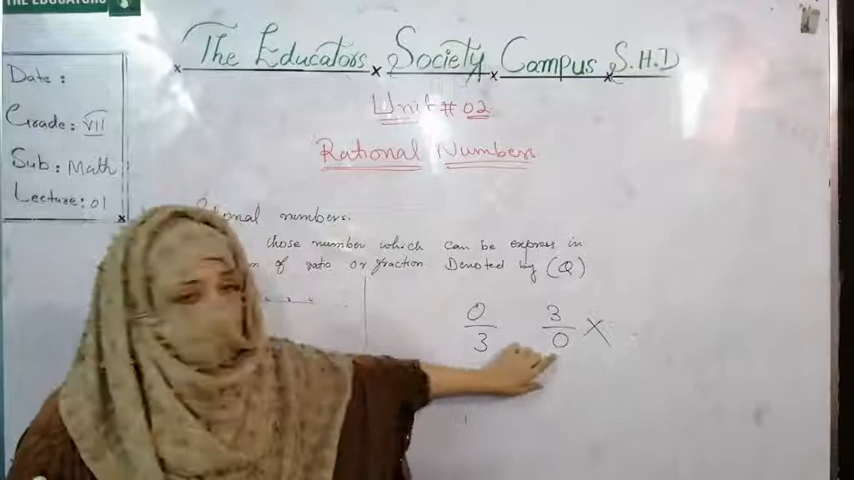 THE EDUCATORS
The Educators Society Campus S.H.D
Date :
Grade : VII
Sub : Math
Lecture : 01
Unit # 02
Rational Numbers
numbers.
those number which can be express in
of ratio or fraction Denoted by (Q)
0/3 3/0 X